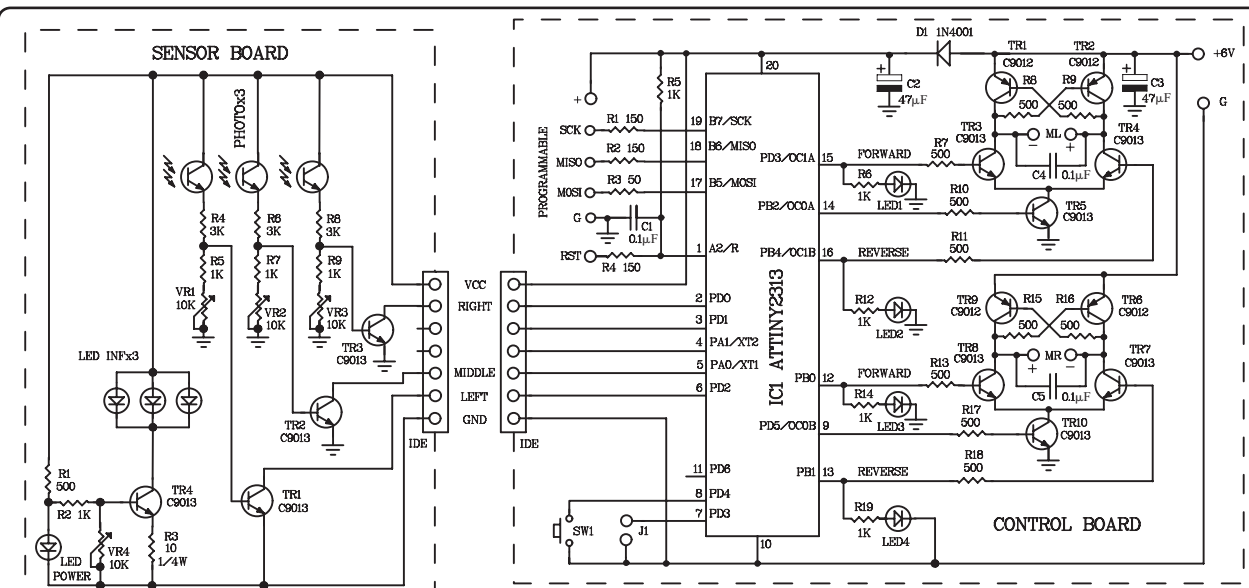 SENSOR BOARD
PHOTOx3
R4
3K
R6
3K
R8
3K
R5
1K
R7
1K
R9
1K
VR1
10K
VR2
10K
VR3
10K
TR3
C9013
LED INFx3
TR2
C9013
TR1
C9013
R1
500
R2 1K
TR4
C9013
R3
10
1/4W
LED
POWER
VR4
10K
VCC
RIGHT
MIDDLE
LEFT
GND
IDE
IDE
PROGRAMMABLE
+
SCK
MISO
MOSI
G
RST
R1 150
R2 150
R3 50
C1
0.1µF
R4 150
R5
1K
20
19 B7/SCK
18 B6/MISO
17 B5/MOSI
1 A2/R
2 PD0
3 PD1
4 PA1/XT2
5 PA0/XT1
6 PD2
11 PD6
8 PD4
7 PD3
10
IC1 ATTINY2313
PD3/OC1A 15
PB2/OC0A 14
PB4/OC1B 16
PB0 12
PD5/OC0B 9
PB1 13
SW1
J1
D1 1N4001
+
C2
47µF
TR1
C9012
TR2
C9012
R8
500
R9
500
+
C3
47µF
+6V
G
TR3
C9013
ML
- +
TR4
C9013
C4 0.1µF
FORWARD
R7
500
R6
1K
LED1
R10
500
TR5
C9013
REVERSE
R11
500
R12
1K
LED2
TR9
C9012
R15
500
R16
500
TR6
C9012
TR8
C9013
MR
+ -
TR7
C9013
C5 0.1µF
FORWARD
R13
500
R14
1K
LED3
R17
500
TR10
C9013
REVERSE
R18
500
R19
1K
LED4
CONTROL BOARD